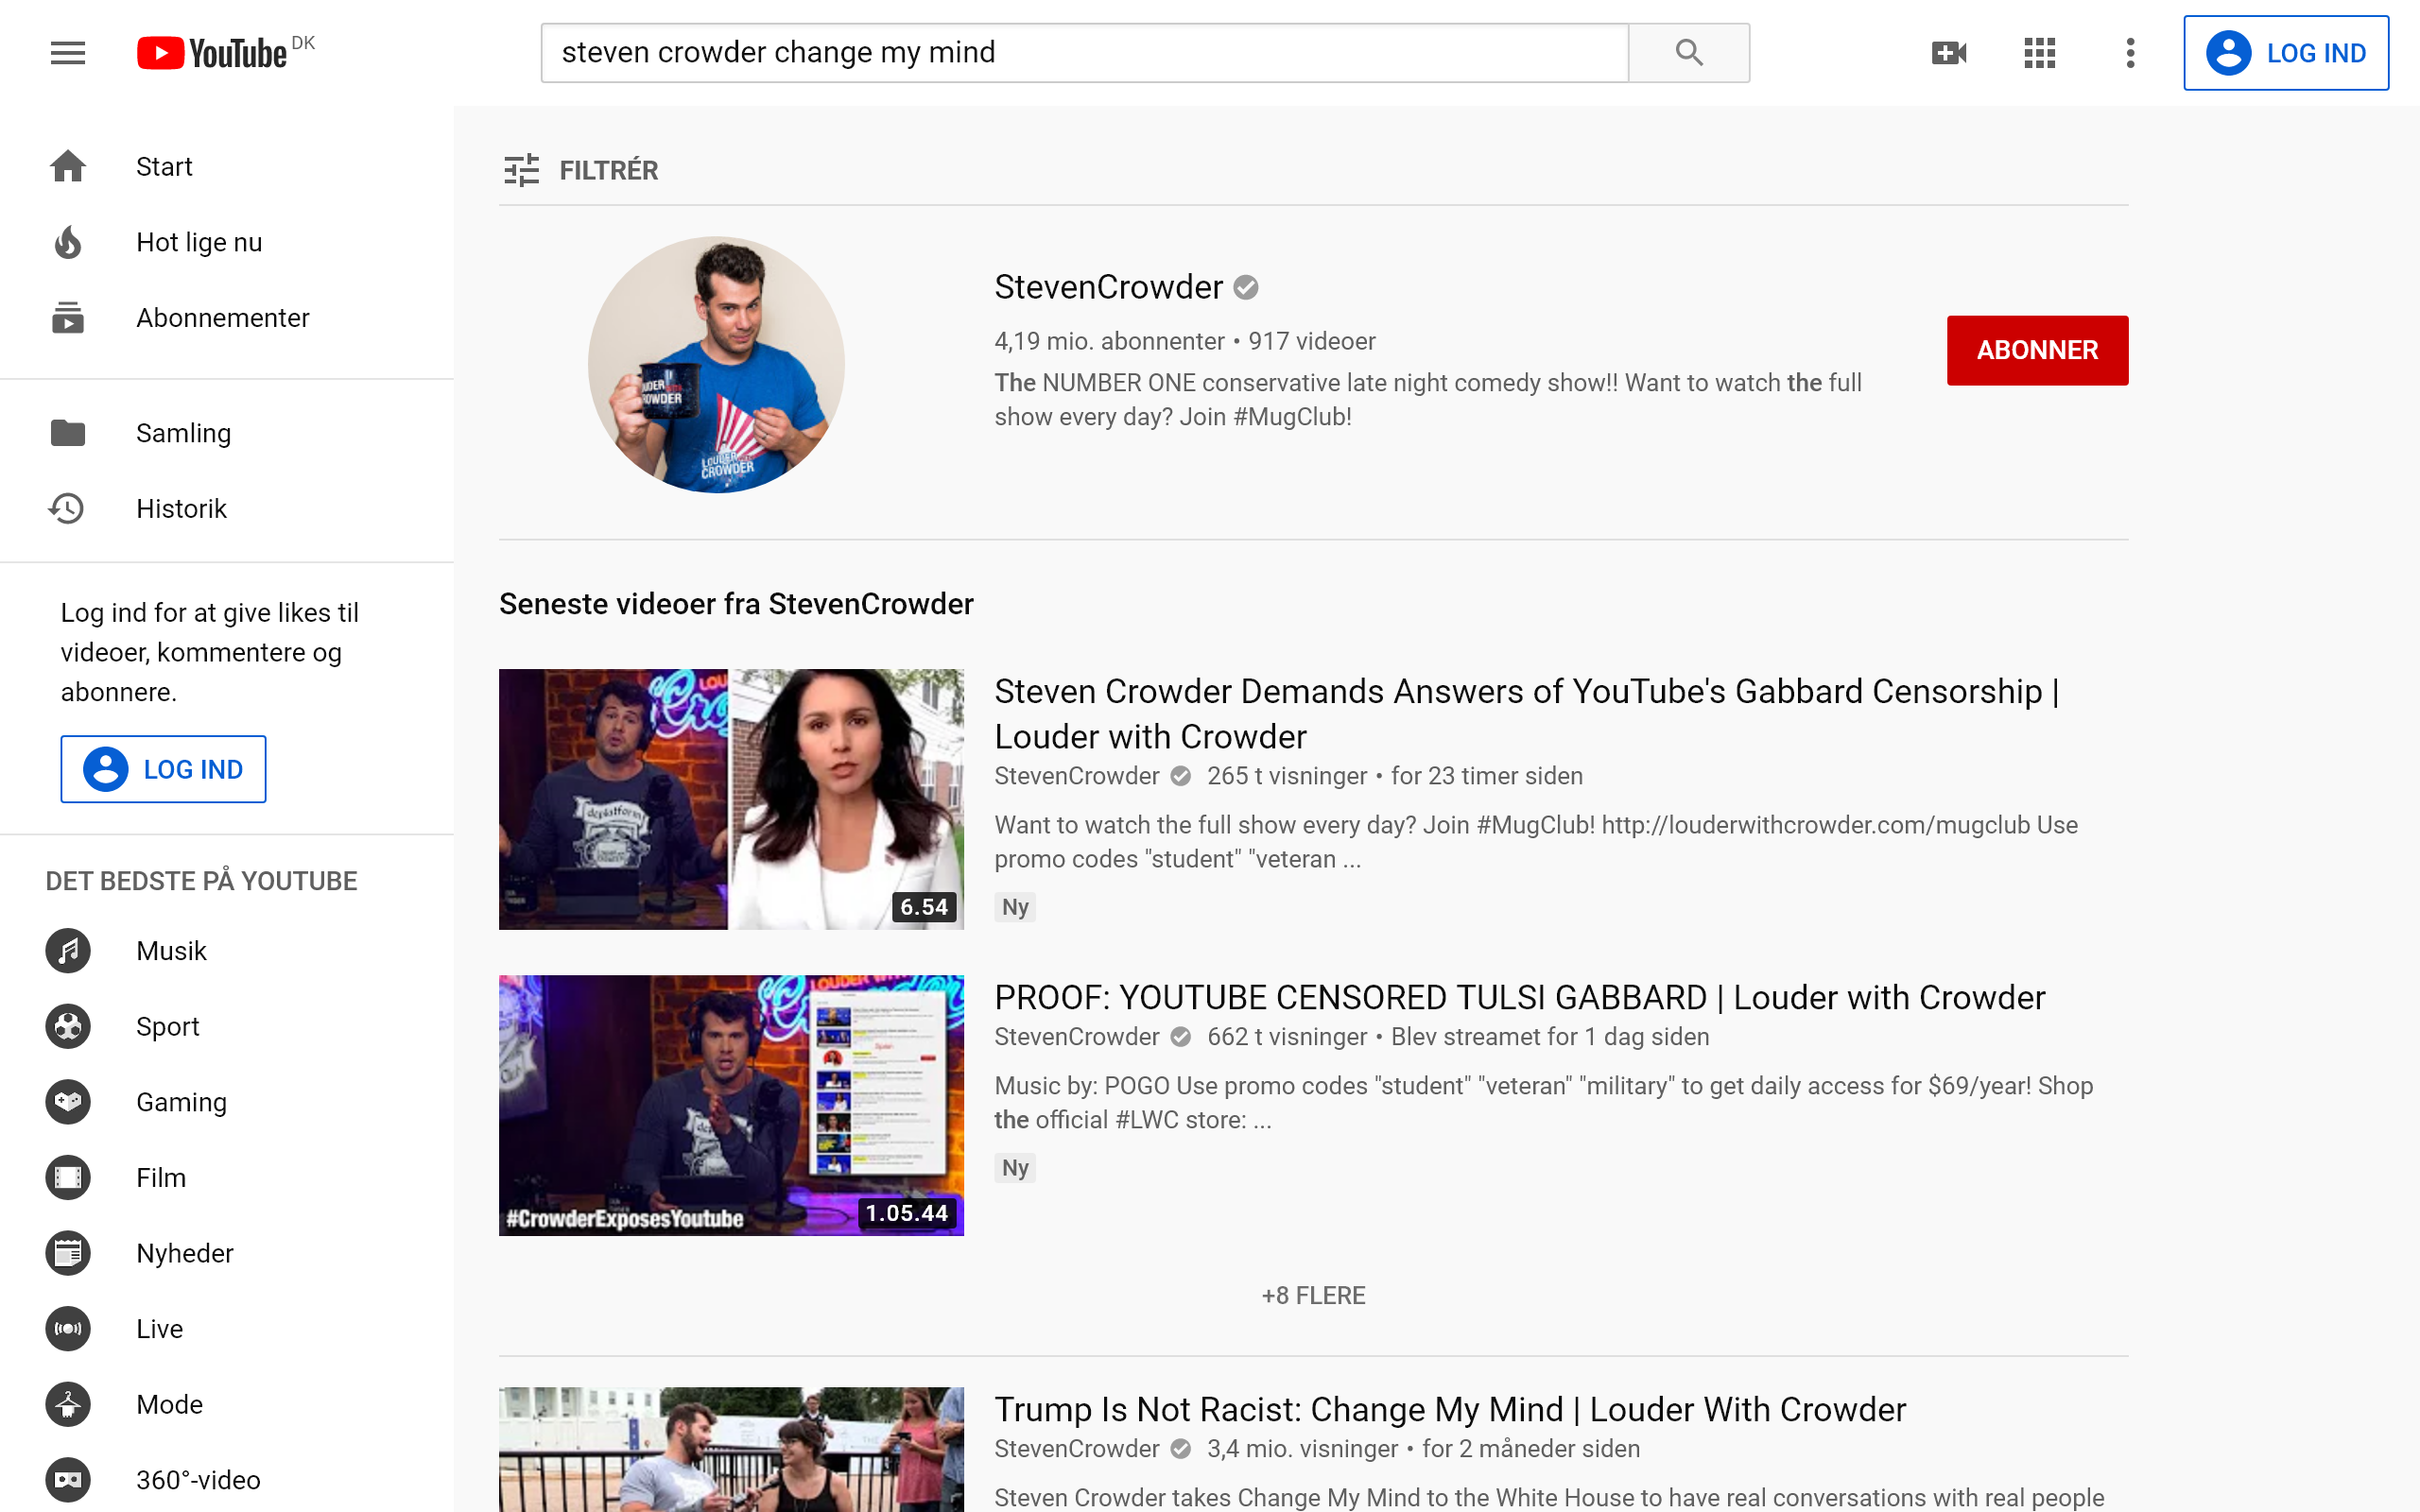 YouTube DK
steven crowder change my mind
LOG IND
Start
Hot lige nu
Abonnementer
Samling
Historik
Log ind for at give likes til
videoer, kommentere og
abonnere.
LOG IND
DET BEDSTE PÅ YOUTUBE
Musik
Sport
Gaming
Film
Nyheder
Live
Mode
360°-video
FILTRÉR
LOUDER
CROWDER
StevenCrowder
4,19 mio. abonnenter • 917 videoer
The NUMBER ONE conservative late night comedy show!! Want to watch the full
show every day? Join #MugClub!
ABONNER
Seneste videoer fra StevenCrowder
6.54
Steven Crowder Demands Answers of YouTube's Gabbard Censorship |
Louder with Crowder
StevenCrowder 265 t visninger • for 23 timer siden
Want to watch the full show every day? Join #MugClub! http://louderwithcrowder.com/mugclub Use
promo codes "student" "veteran ...
Ny
#CrowderExposesYoutube
1.05.44
PROOF: YOUTUBE CENSORED TULSI GABBARD | Louder with Crowder
StevenCrowder 662 t visninger • Blev streamet for 1 dag siden
Music by: POGO Use promo codes "student" "veteran" "military" to get daily access for $69/year! Shop
the official #LWC store: ...
Ny
+8 FLERE
Trump Is Not Racist: Change My Mind | Louder With Crowder
StevenCrowder 3,4 mio. visninger • for 2 måneder siden
Steven Crowder takes Change My Mind to the White House to have real conversations with real people